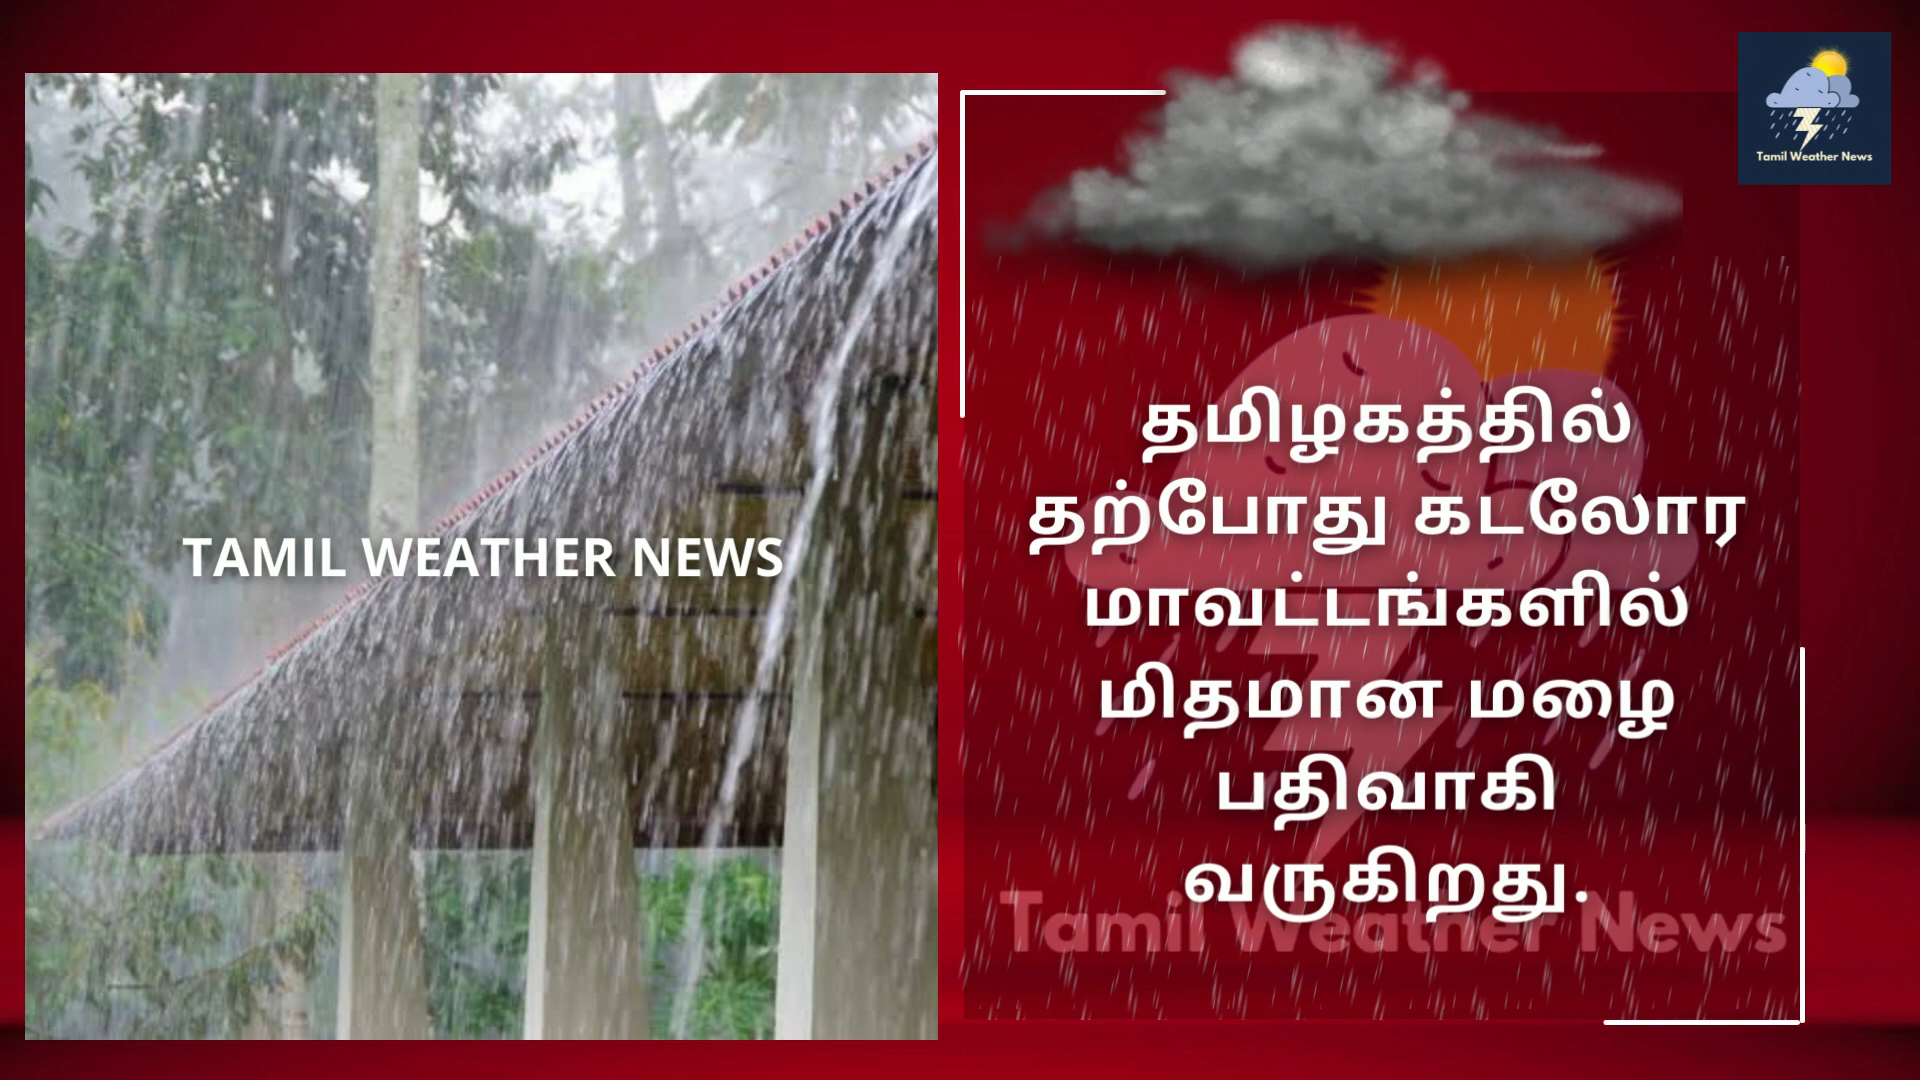 TAMIL WEATHER NEWS
Tamil Weather News
தமிழகத்தில்
தற்போது கடலோர
மாவட்டங்களில்
மிதமான மழை
பதிவாகி
வருகிறது.
Tamil Weather News